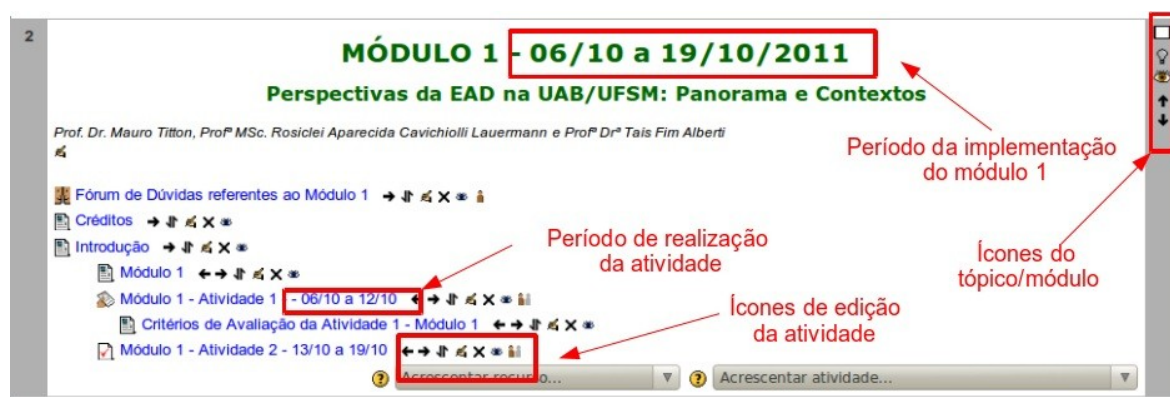 2
MÓDULO 1 - 06/10 a 19/10/2011
Perspectivas da EAD na UAB/UFSM: Panorama e Contextos
Prof. Dr. Mauro Titton, Profª MSc. Rosiclei Aparecida Cavichiolli Lauermann e Profª Drª Tais Fim Alberti
Período da implementação
do módulo 1
Fórum de Dúvidas referentes ao Módulo 1
Créditos
Introdução
Período de realização
da atividade
Ícones do
tópico/módulo
Módulo 1
Módulo 1 - Atividade 1 - 06/10 a 12/10
Ícones de edição
da atividade
Critérios de Avaliação da Atividade 1 - Módulo 1
Módulo 1 - Atividade 2 - 13/10 a 19/10
Acrescentar recurso...
Acrescentar atividade...